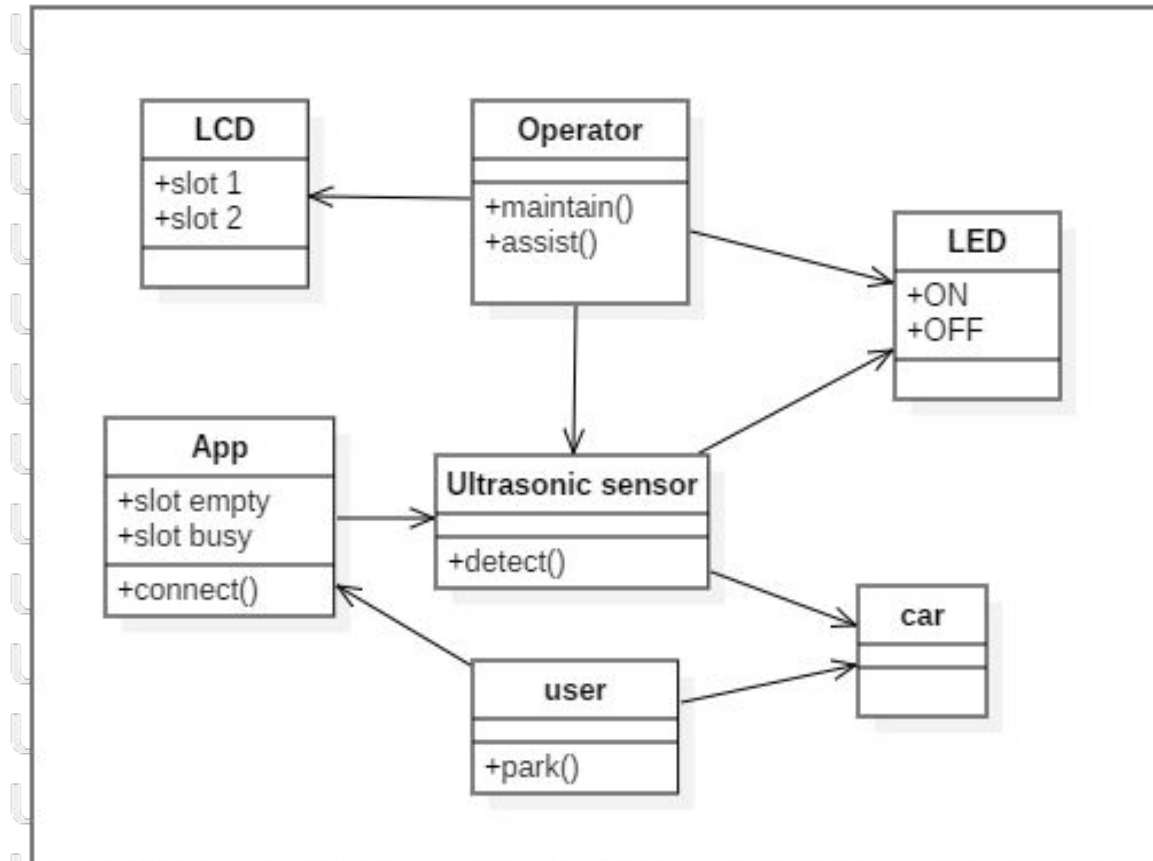 LCD
+slot 1
+slot 2
Operator
+maintain()
+assist()
LED
+ON
+OFF
App
+slot empty
+slot busy
+connect()
Ultrasonic sensor
+detect()
car
user
+park()